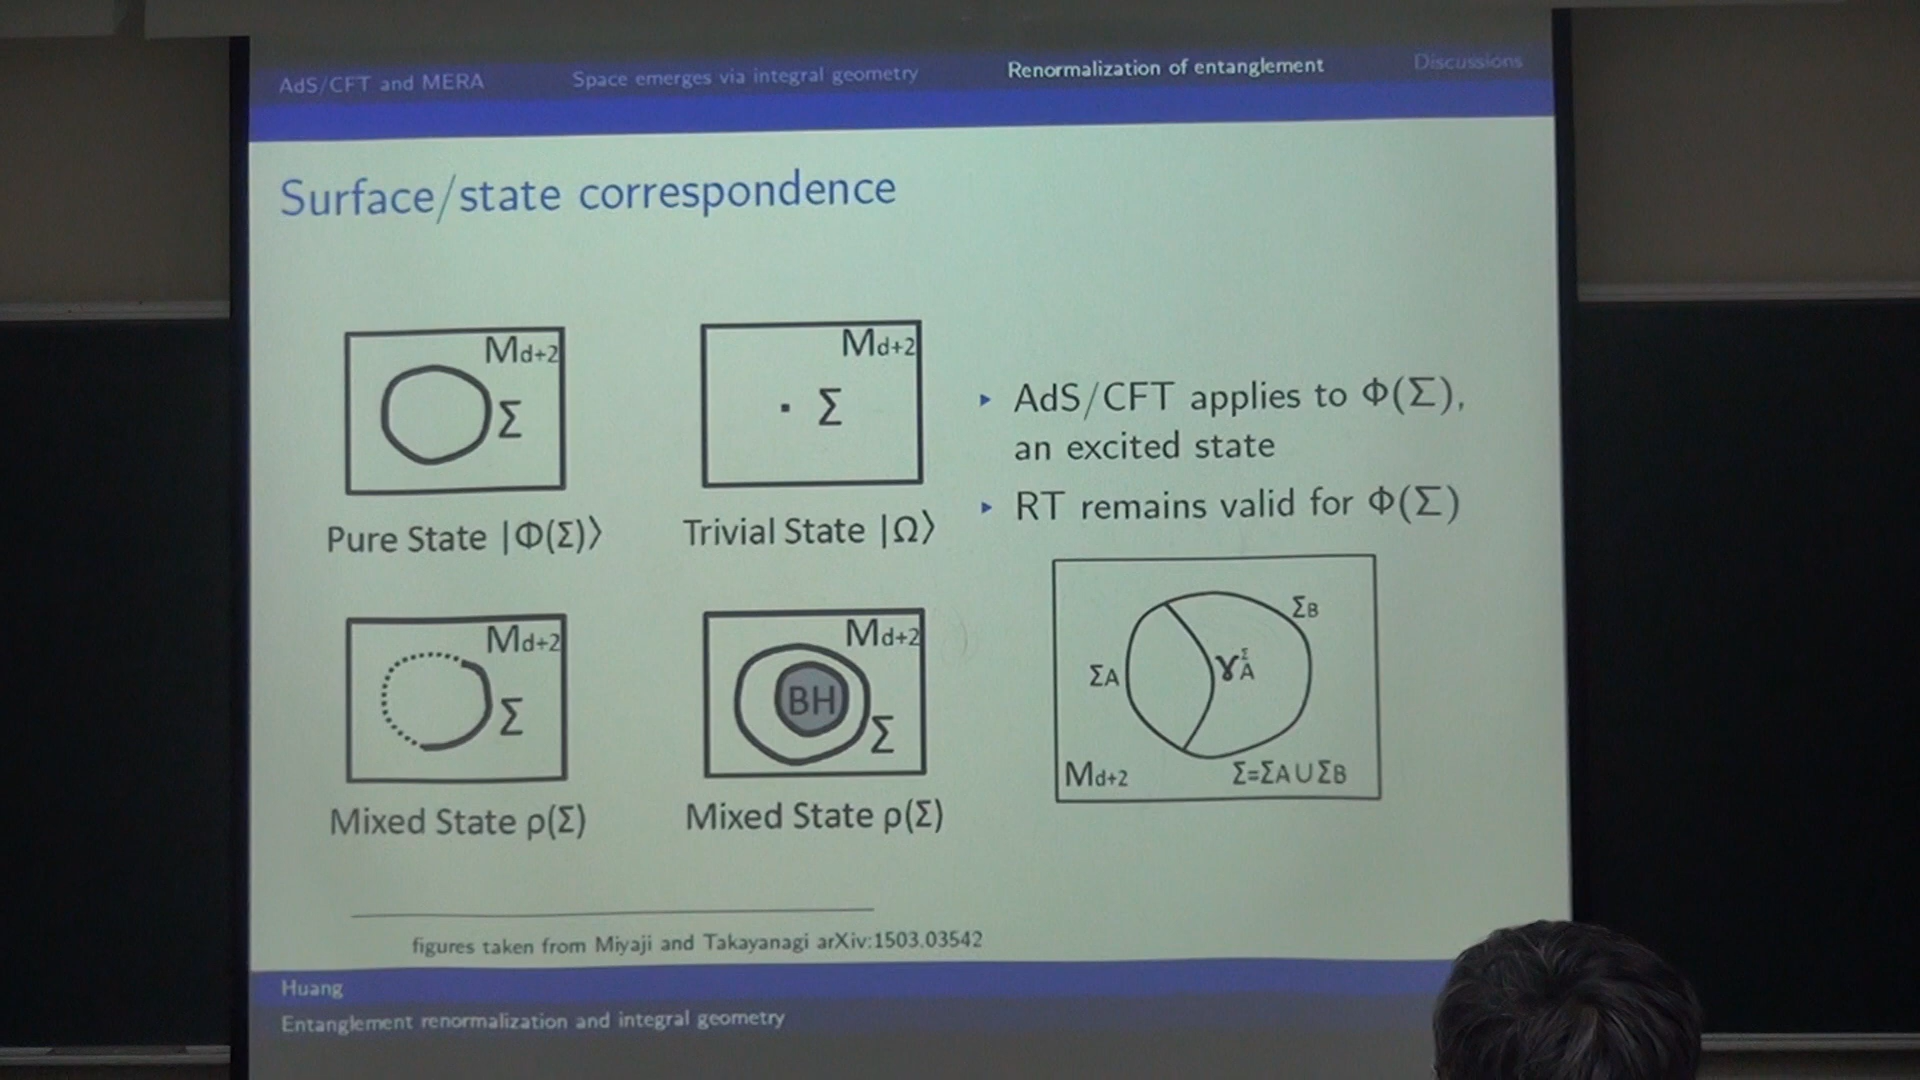 AdS/CFT and MERA
Space emerges via integral geometry
Renormalization of entanglement
Discussions
Surface/state correspondence
Md+2
Σ
Pure State |Φ(Σ)⟩
Md+2
Σ
Trivial State |Ω⟩
Md+2
Σ
Mixed State ρ(Σ)
Md+2
BH
Σ
Mixed State ρ(Σ)
▸ AdS/CFT applies to Φ(Σ),
an excited state
▸ RT remains valid for Φ(Σ)
ΣB
ΣA
γΣA
Md+2
Σ=ΣA∪ΣB
figures taken from Miyaji and Takayanagi arXiv:1503.03542
Huang
Entanglement renormalization and integral geometry